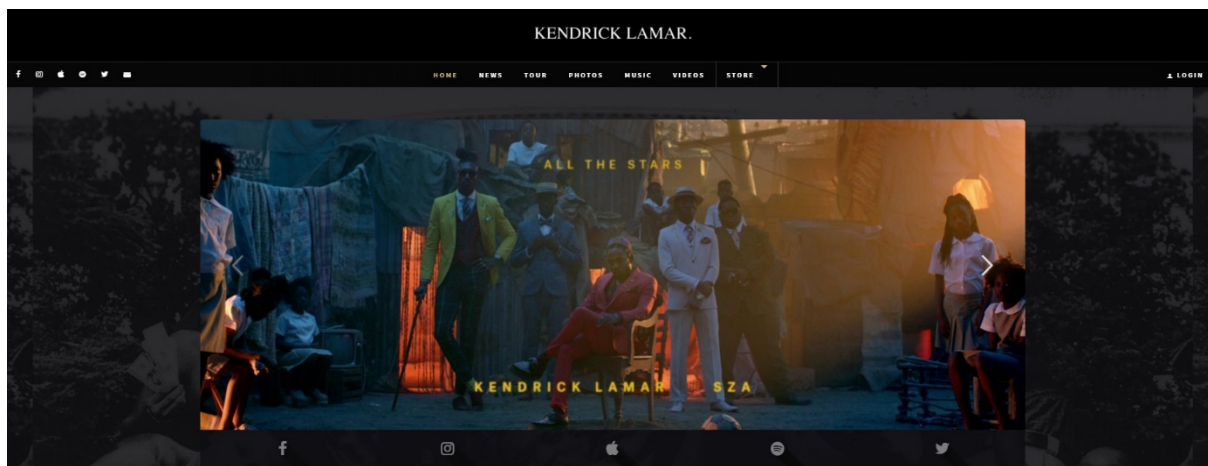 KENDRICK LAMAR.
HOME NEWS TOUR PHOTOS MUSIC VIDEOS STORE LOGIN
ALL THE STARS
KENDRICK LAMAR SZA